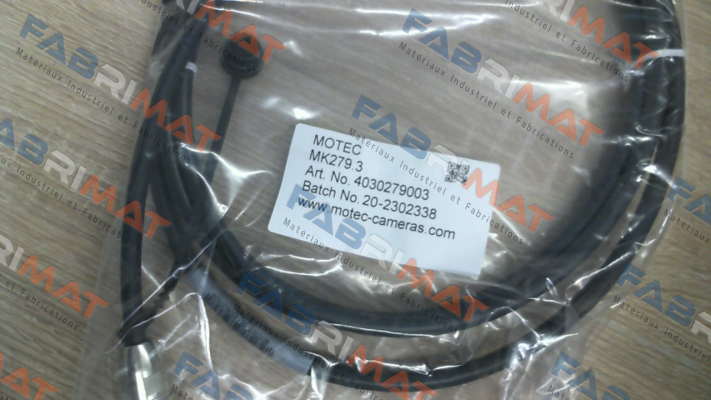 MOTEC
MK279.3
Art. No. 4030279003
Batch No. 20-2302338
www.motec-cameras.com
FABRIMAT
Materiaux Industriel et Fabrications